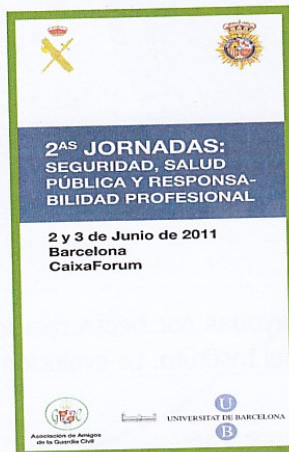 2AS JORNADAS:
SEGURIDAD, SALUD
PÚBLICA Y RESPONSA-
BILIDAD PROFESIONAL
2 y 3 de Junio de 2011
Barcelona
CaixaForum
Asociación de Amigos
de la Guardia Civil
U
UNIVERSITAT DE BARCELONA
B